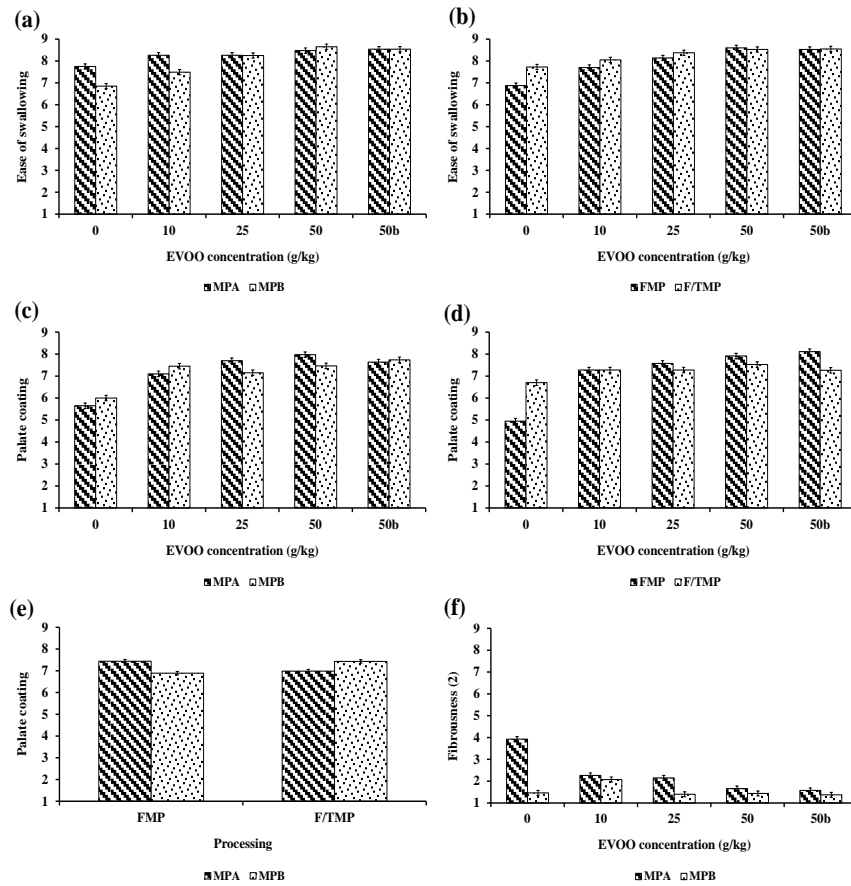 (a)
9
8
7
6
5
4
3
2
1
Ease of swallowing
0 10 25 50 50b
EVOO concentration (g/kg)
MPA MPB
(b)
9
8
7
6
5
4
3
2
1
Ease of swallowing
0 10 25 50 50b
EVOO concentration (g/kg)
FMP F/TMP
(c)
9
8
7
6
5
4
3
2
1
Palate coating
0 10 25 50 50b
EVOO concentration (g/kg)
MPA MPB
(d)
9
8
7
6
5
4
3
2
1
Palate coating
0 10 25 50 50b
EVOO concentration (g/kg)
FMP F/TMP
(e)
9
8
7
6
5
4
3
2
1
Palate coating
FMP F/TMP
Processing
MPA MPB
(f)
9
8
7
6
5
4
3
2
1
Fibrousness (2)
0 10 25 50 50b
EVOO concentration (g/kg)
MPA MPB